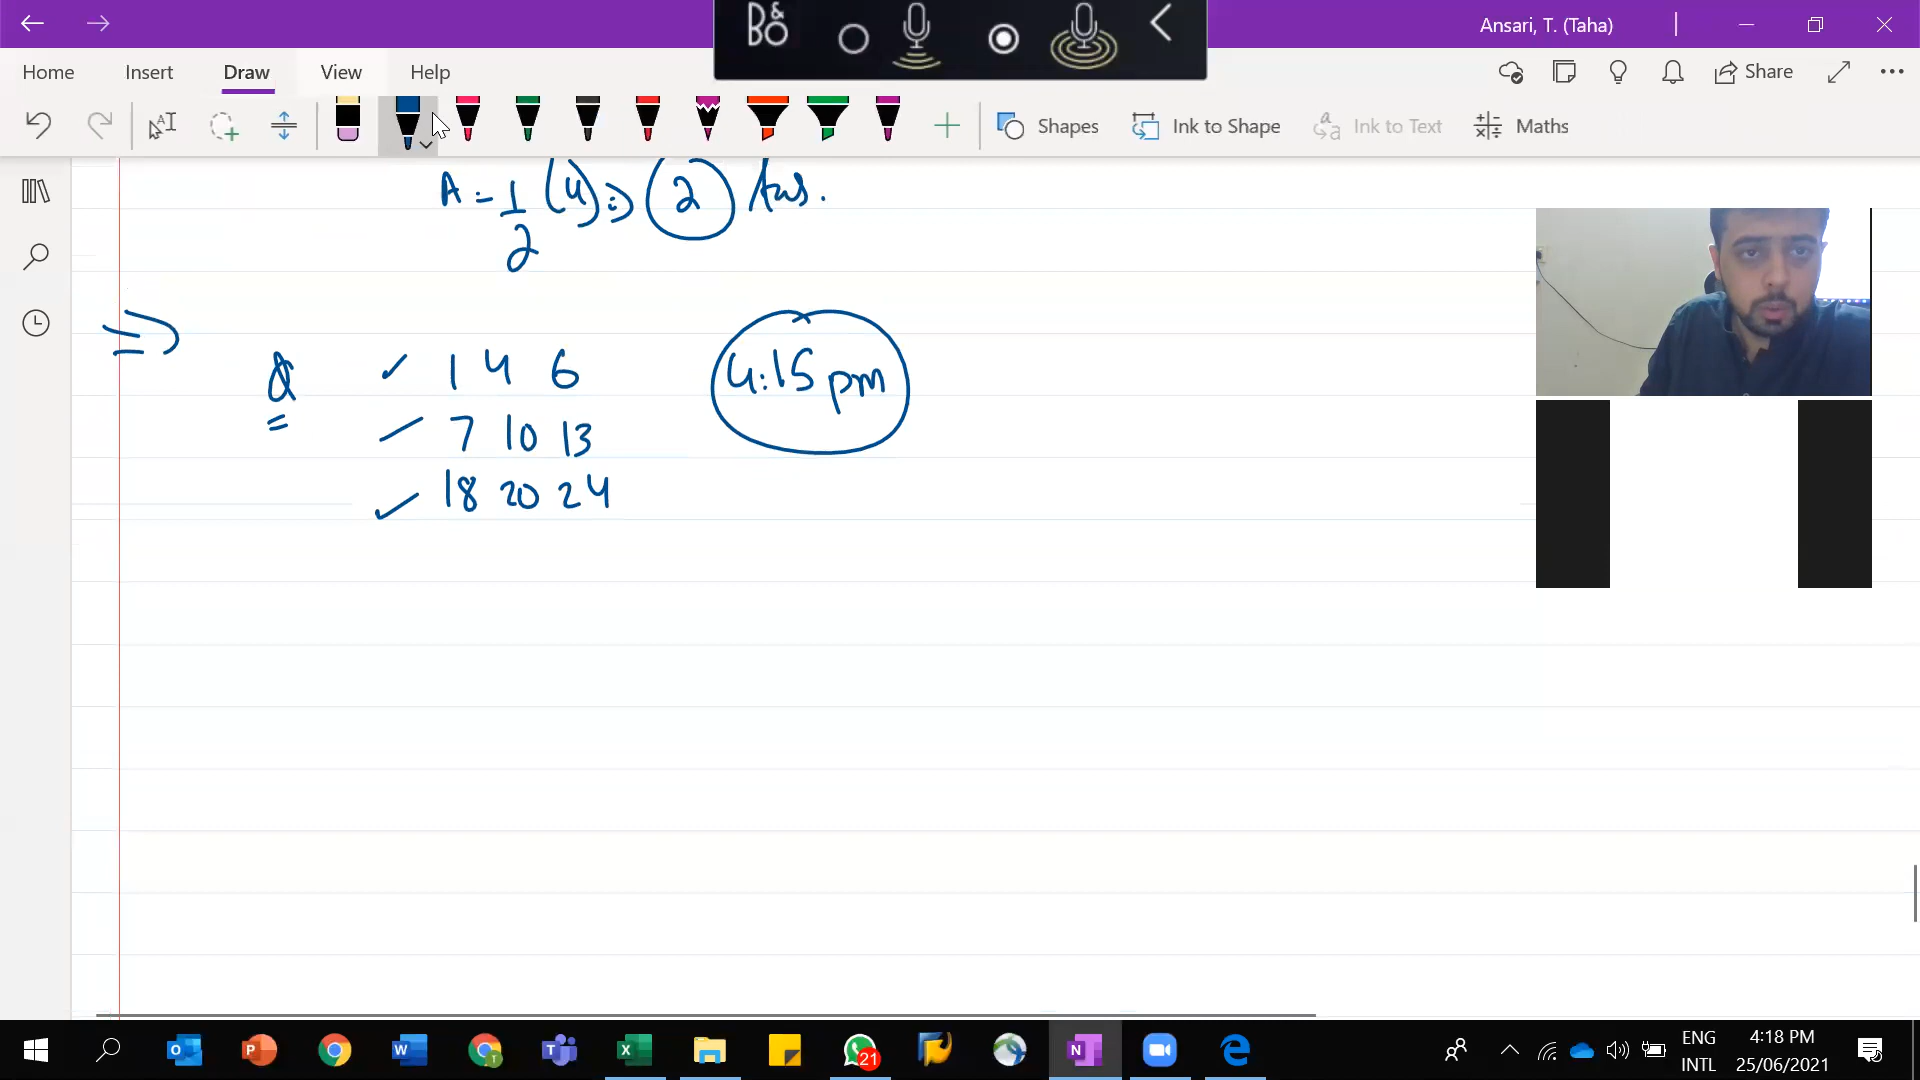 Ansari, T. (Taha)
B&O
Home Insert Draw View Help
Share
Shapes Ink to Shape Ink to Text Maths
A = 1/2 (4) => 2 Ans.
=>
Q ✓ 1 4 6 4:15 pm
7 10 13
✓ 18 20 24
21
ENG 4:18 PM
INTL 25/06/2021